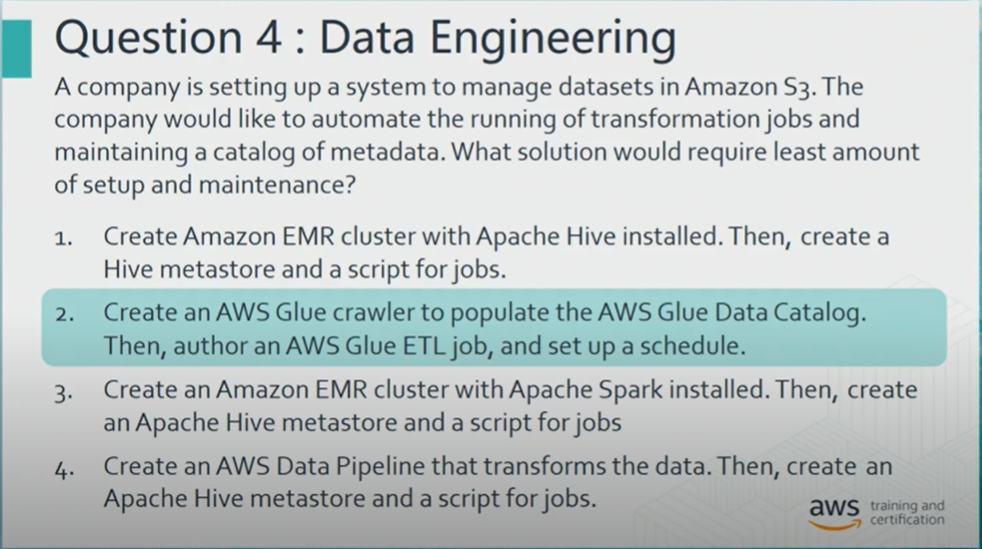 Question 4 : Data Engineering
A company is setting up a system to manage datasets in Amazon S3. The
company would like to automate the running of transformation jobs and
maintaining a catalog of metadata. What solution would require least amount
of setup and maintenance?
1. Create Amazon EMR cluster with Apache Hive installed. Then, create a
Hive metastore and a script for jobs.
2. Create an AWS Glue crawler to populate the AWS Glue Data Catalog.
Then, author an AWS Glue ETL job, and set up a schedule.
3. Create an Amazon EMR cluster with Apache Spark installed. Then, create
an Apache Hive metastore and a script for jobs
4. Create an AWS Data Pipeline that transforms the data. Then, create an
Apache Hive metastore and a script for jobs.
aws training and
certification